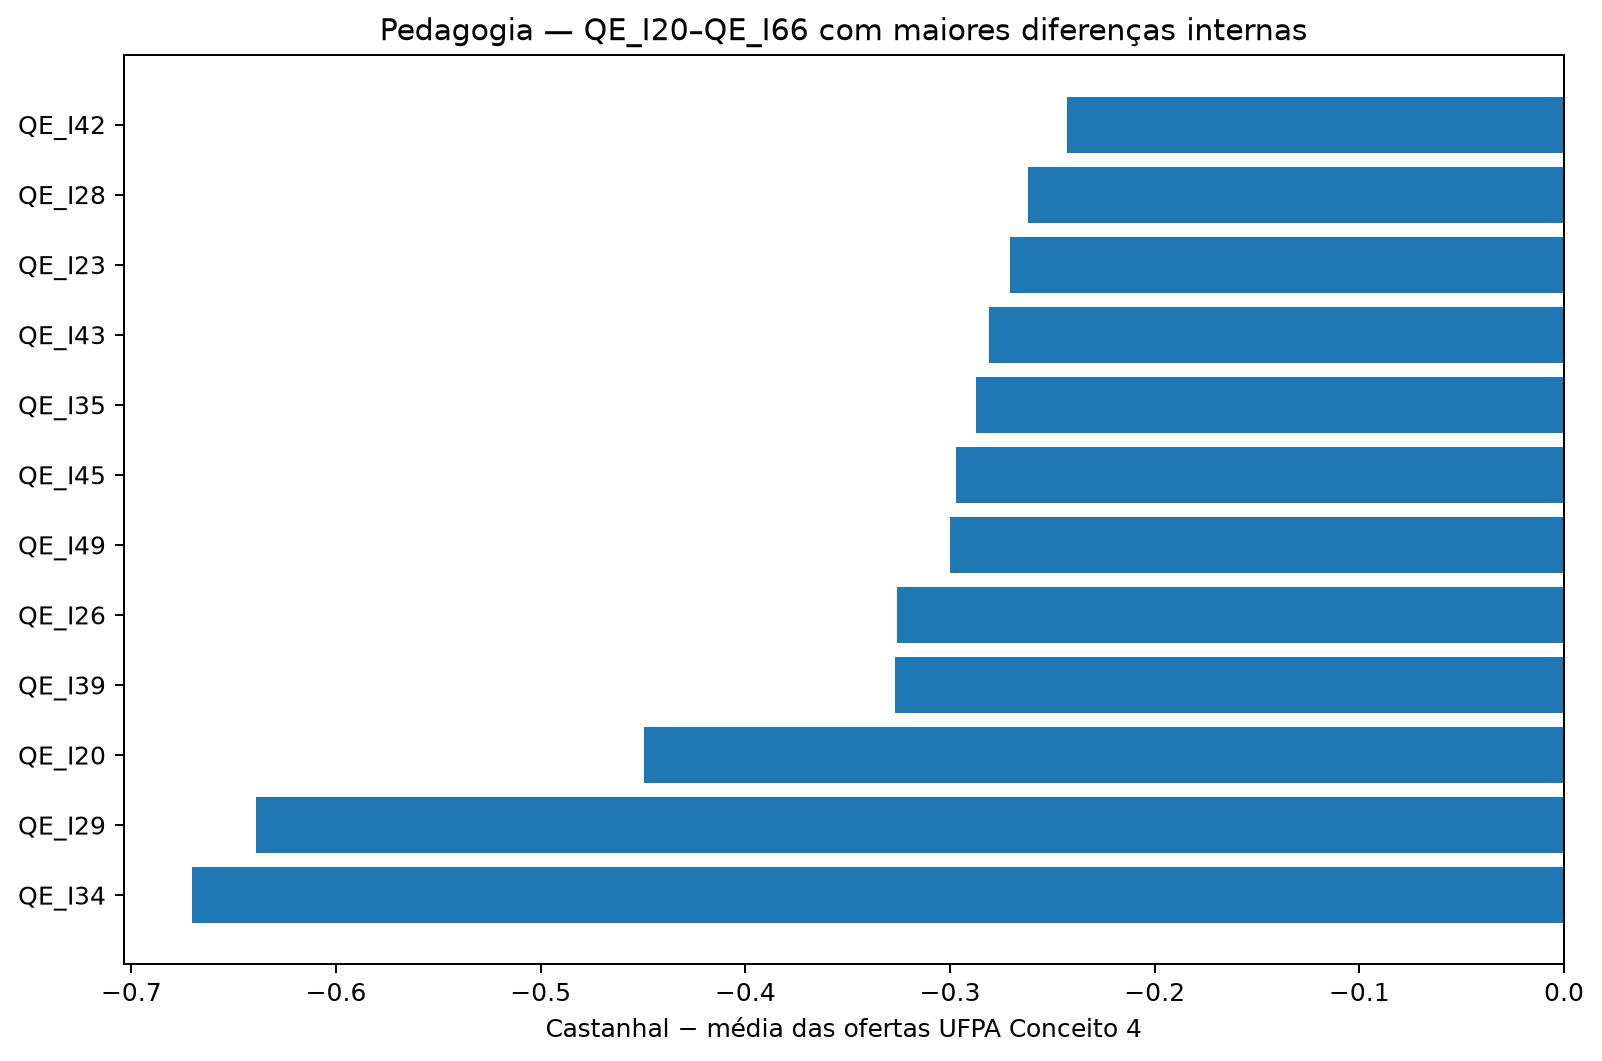 Pedagogia — QE_I20–QE_I66 com maiores diferenças internas
QE_I42
QE_I28
QE_I23
QE_I43
QE_I35
QE_I45
QE_I49
QE_I26
QE_I39
QE_I20
QE_I29
QE_I34
−0.7 −0.6 −0.5 −0.4 −0.3 −0.2 −0.1 0.0
Castanhal − média das ofertas UFPA Conceito 4